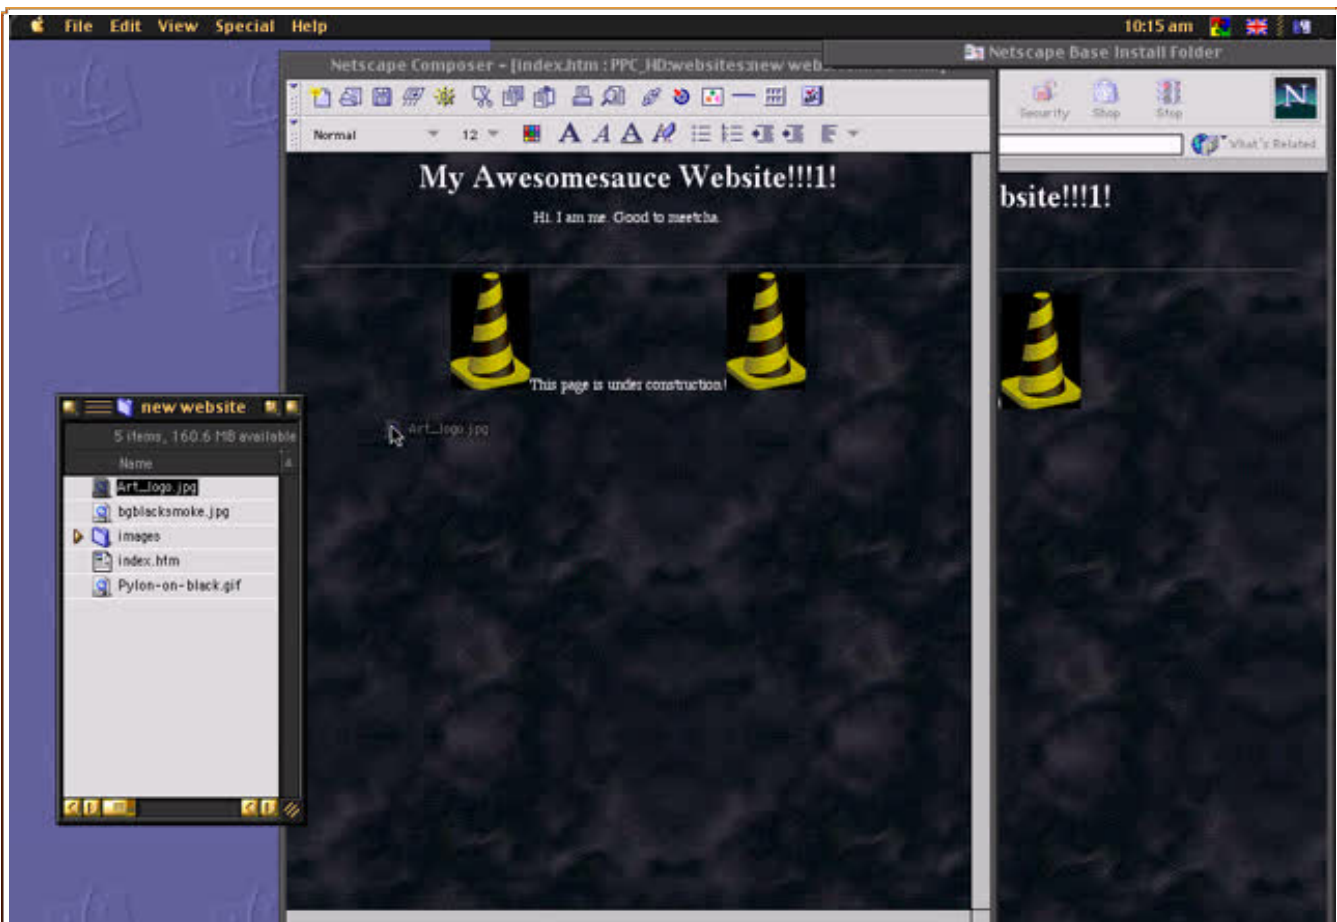 File Edit View Special Help 10:15 am
Netscape Base Install Folder
Netscape Composer - [index.htm : PPC_HD:websites:new
Security Shop Stop
N
Normal 12 A A A
What's Related
My Awesomesauce Website!!!1!
bsite!!!1!
Hi. I am me. Good to meetcha.
This page is under construction!
new website
5 items, 160.6 MB available
Name
Art_logo.jpg
Art_logo.jpg
bgblacksmoke.jpg
images
index.htm
Pylon-on-black.gif